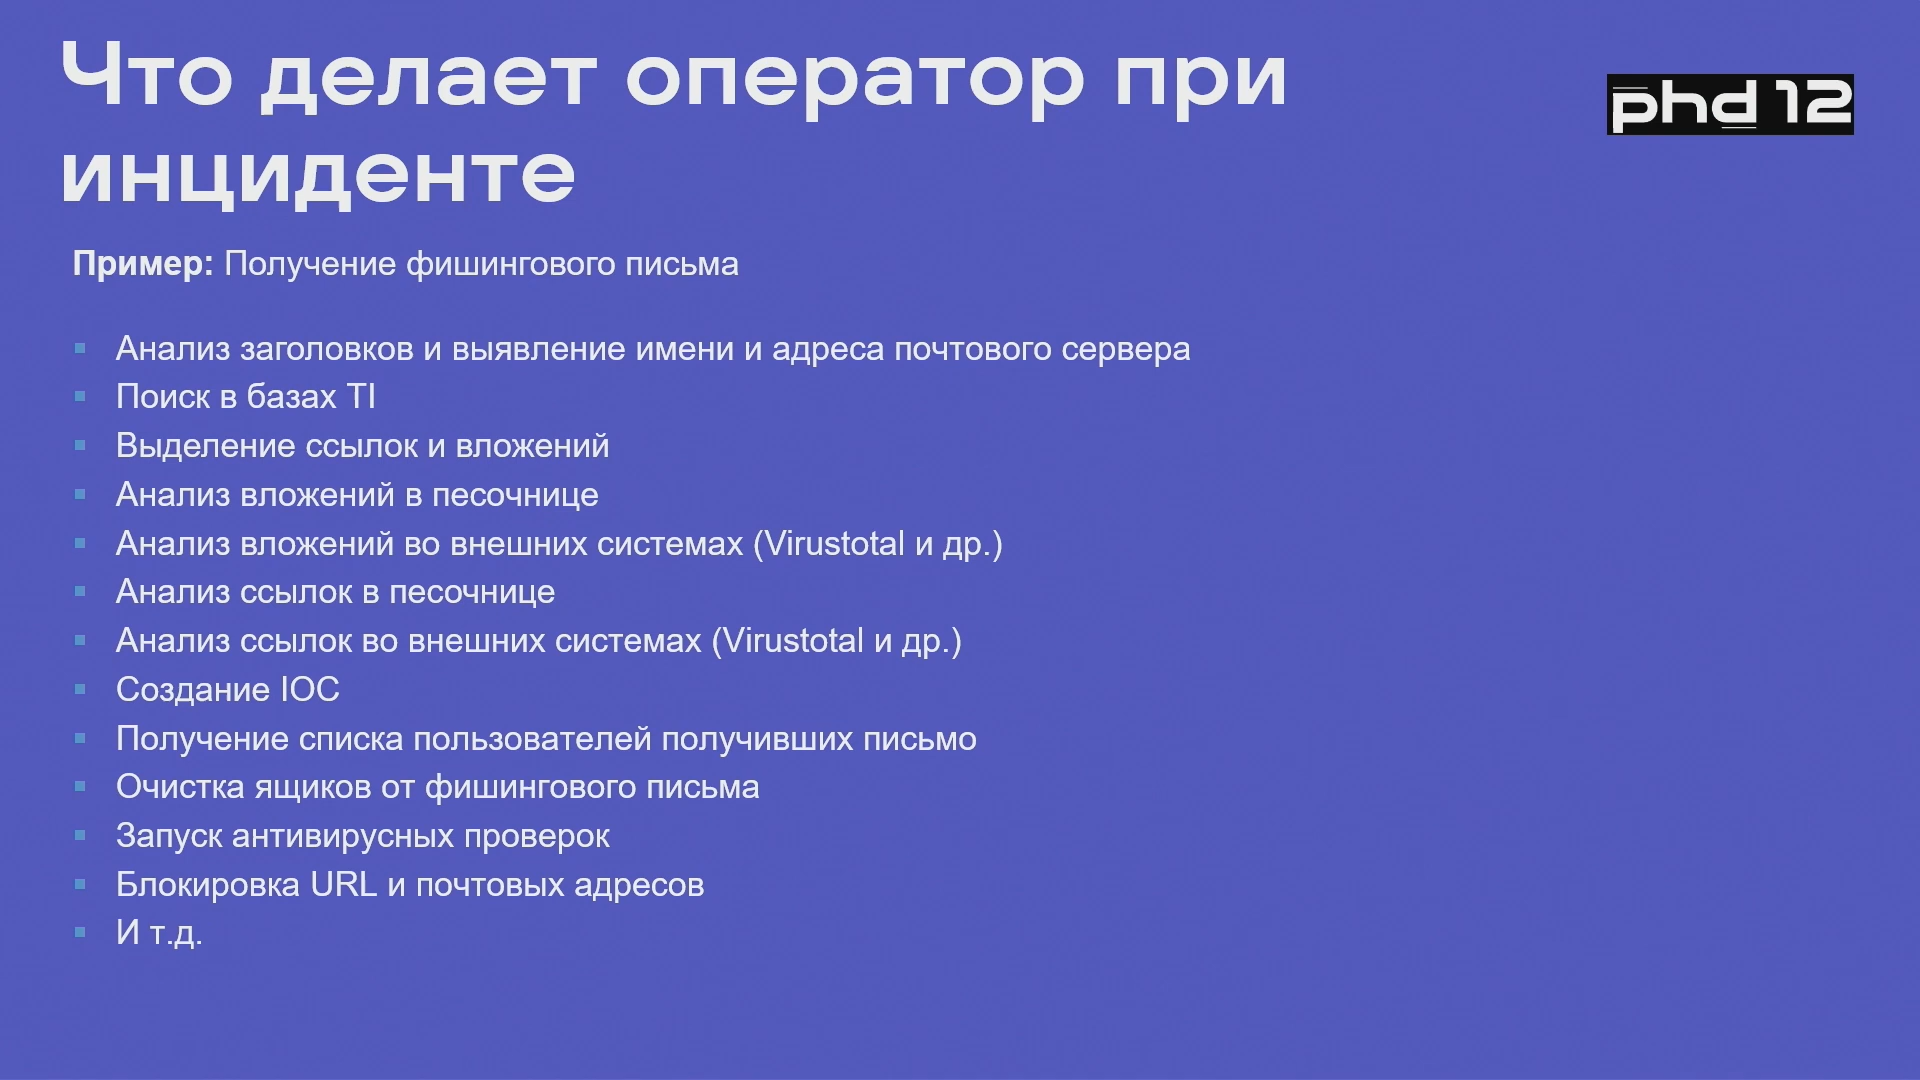 Что делает оператор при
инциденте
phd 12
Пример: Получение фишингового письма
Анализ заголовков и выявление имени и адреса почтового сервера
Поиск в базах TI
Выделение ссылок и вложений
Анализ вложений в песочнице
Анализ вложений во внешних системах (Virustotal и др.)
Анализ ссылок в песочнице
Анализ ссылок во внешних системах (Virustotal и др.)
Создание IOC
Получение списка пользователей получивших письмо
Очистка ящиков от фишингового письма
Запуск антивирусных проверок
Блокировка URL и почтовых адресов
И т.д.